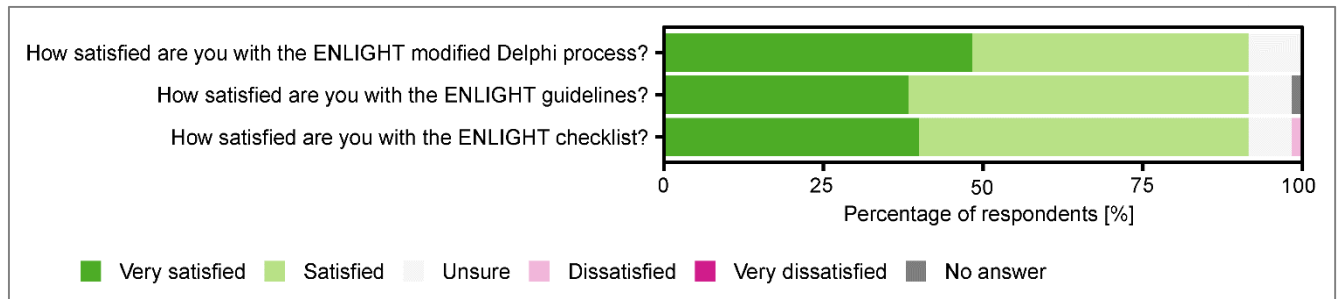 How satisfied are you with the ENLIGHT modified Delphi process?
How satisfied are you with the ENLIGHT guidelines?
How satisfied are you with the ENLIGHT checklist?
0 25 50 75 100
Percentage of respondents [%]
Very satisfied Satisfied Unsure Dissatisfied Very dissatisfied No answer